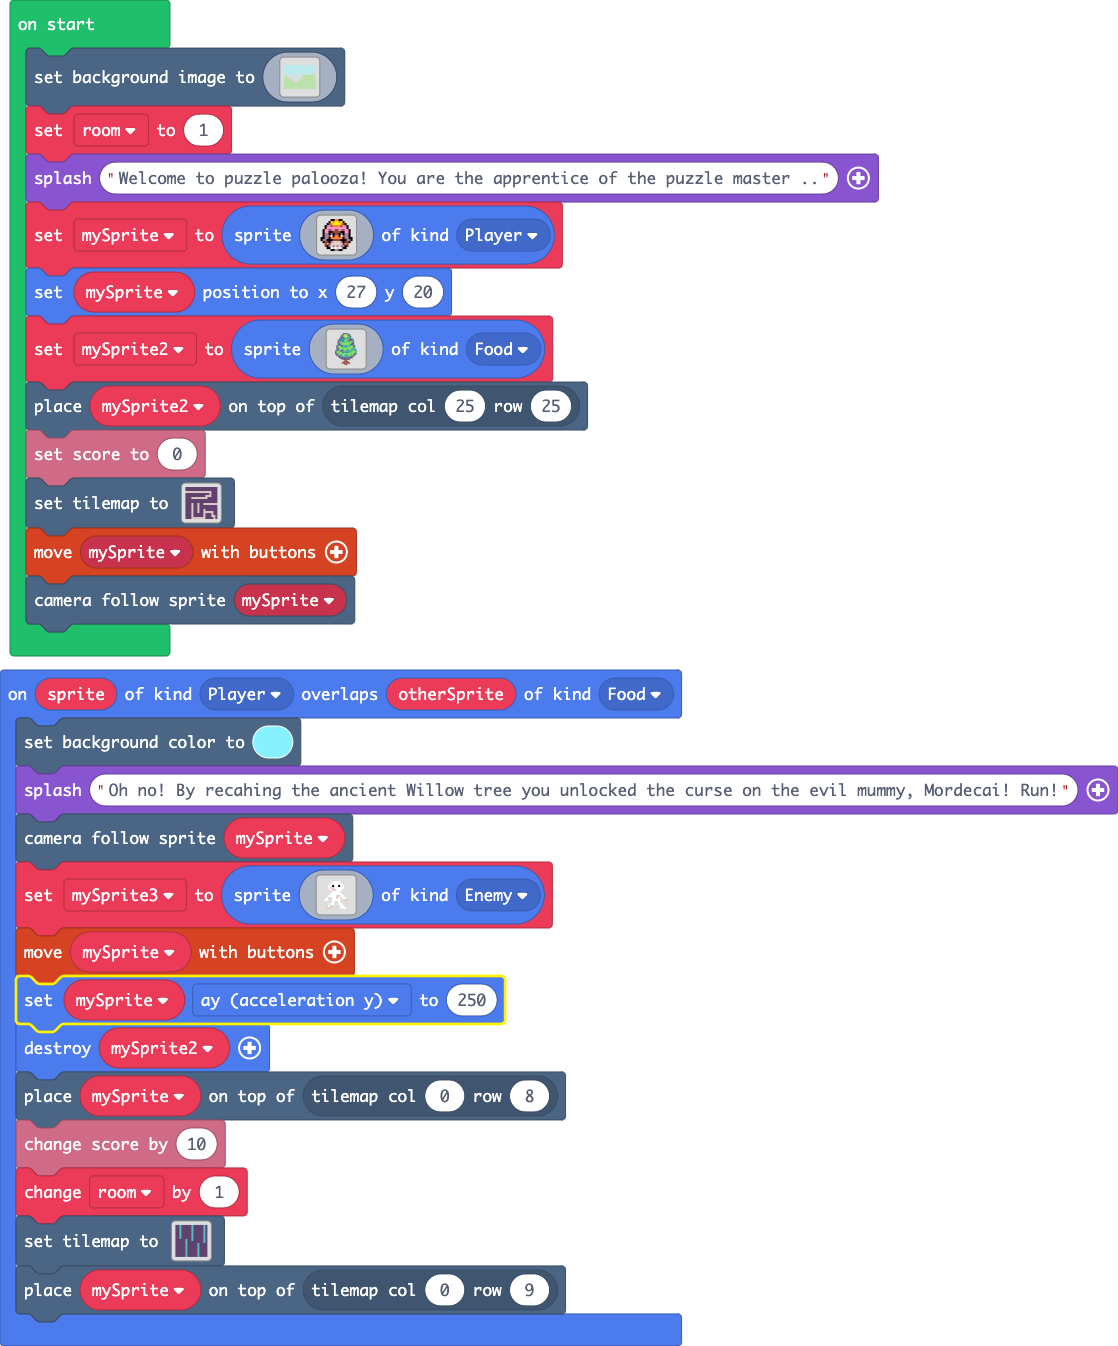 on start
set background image to
set room to 1
splash "Welcome to puzzle palooza! You are the apprentice of the puzzle master .."
set mySprite to sprite of kind Player
set mySprite position to x 27 y 20
set mySprite2 to sprite of kind Food
place mySprite2 on top of tilemap col 25 row 25
set score to 0
set tilemap to
move mySprite with buttons
camera follow sprite mySprite
on sprite of kind Player overlaps otherSprite of kind Food
set background color to
splash "Oh no! By recahing the ancient Willow tree you unlocked the curse on the evil mummy, Mordecai! Run!"
camera follow sprite mySprite
set mySprite3 to sprite of kind Enemy
move mySprite with buttons
set mySprite ay (acceleration y) to 250
destroy mySprite2
place mySprite on top of tilemap col 0 row 8
change score by 10
change room by 1
set tilemap to
place mySprite on top of tilemap col 0 row 9